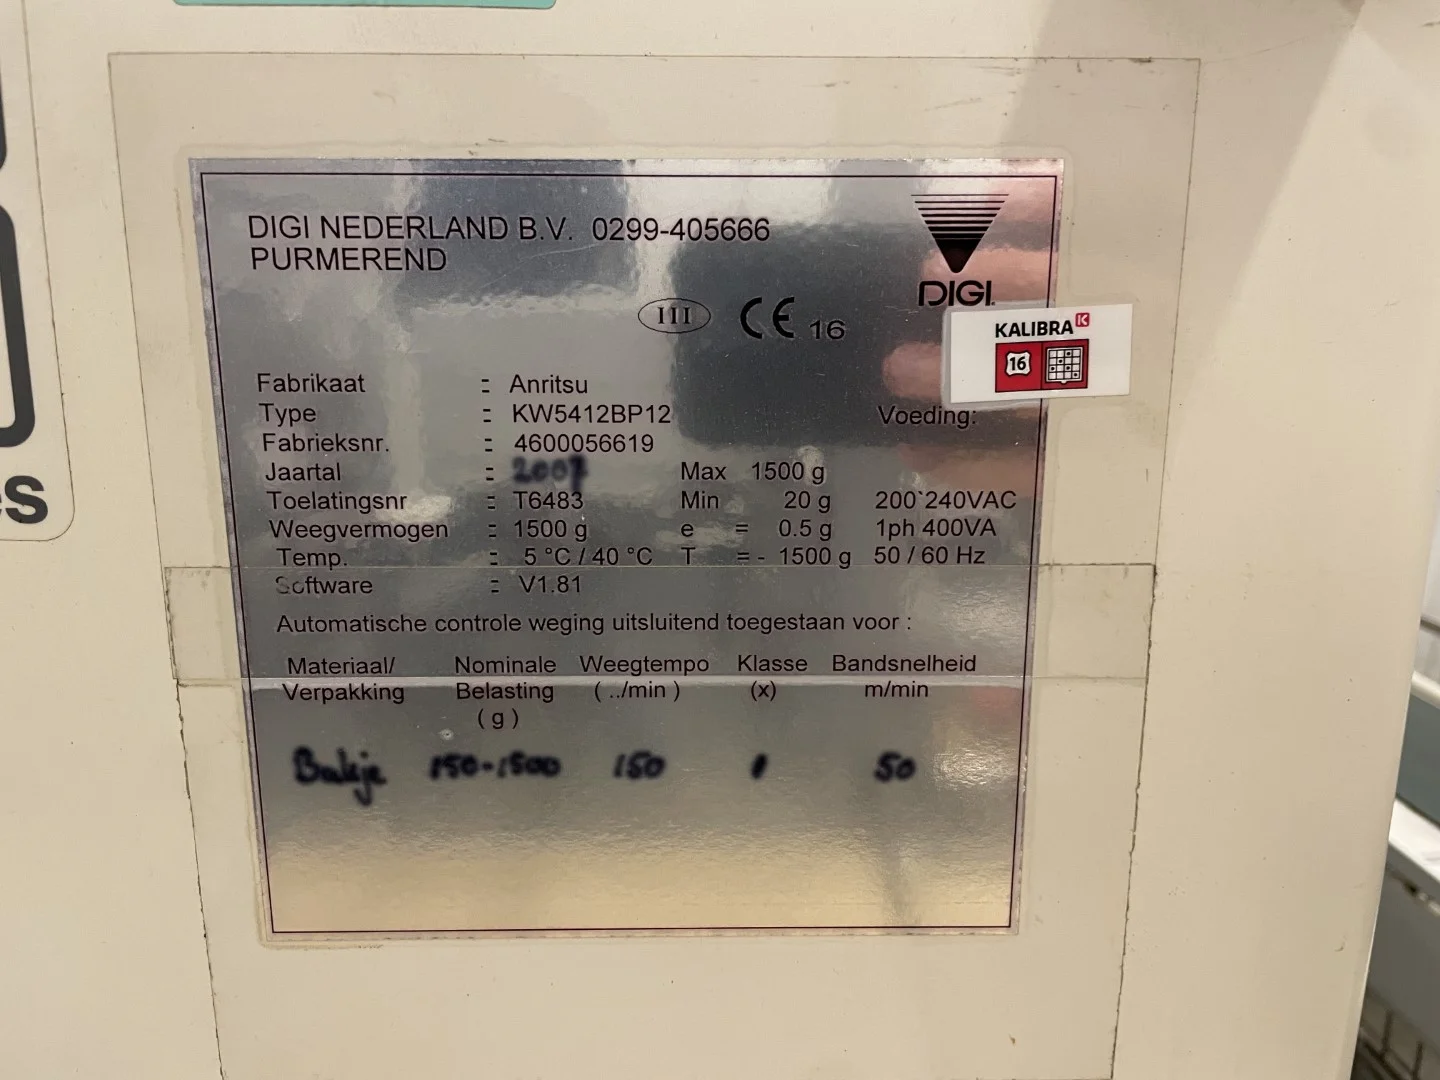 DIGI NEDERLAND B.V. 0299-405666
PURMEREND
DIGI.
III CE 16
KALIBRA K
16
Fabrikaat : Anritsu
Type : KW5412BP12 Voeding:
Fabrieksnr. : 4600056619
Jaartal : 2007 Max 1500 g
Toelatingsnr : T6483 Min 20 g 200`240VAC
Weegvermogen : 1500 g e = 0.5 g 1ph 400VA
Temp. : 5 °C / 40 °C T = - 1500 g 50 / 60 Hz
Software : V1.81
Automatische controle weging uitsluitend toegestaan voor :
Materiaal/ Nominale Weegtempo Klasse Bandsnelheid
Verpakking Belasting ( ../min ) (x) m/min
( g )
Bakje 150-1500 150 1 50